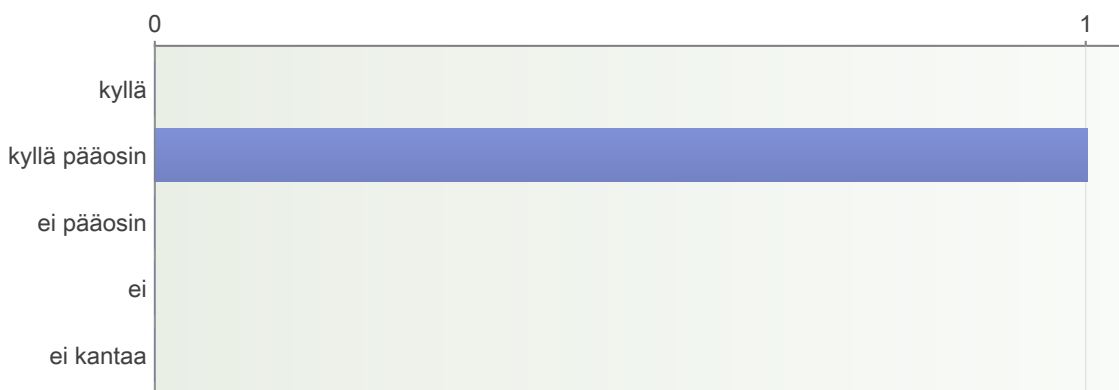 0 1
kyllä
kyllä pääosin
ei pääosin
ei
ei kantaa